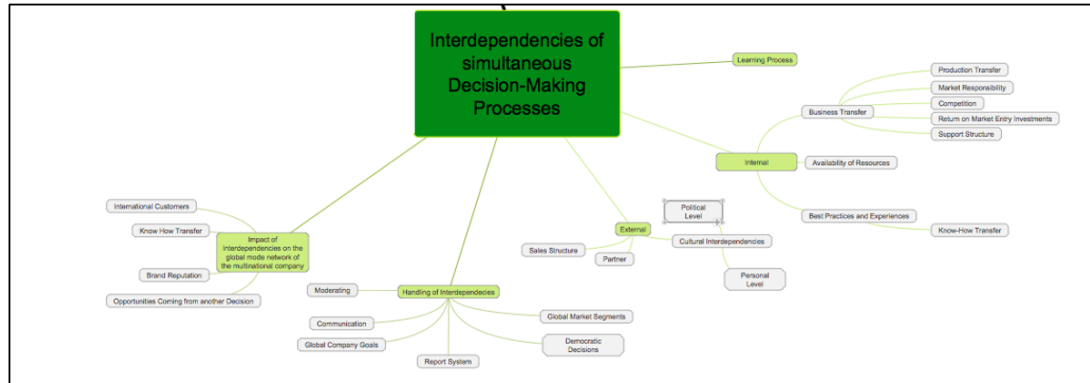 Interdependencies of
simultaneous
Decision-Making
Processes
Learning Process
Production Transfer
Market Responsibility
Competition
Business Transfer
Return on Market Entry Investments
Support Structure
Internal
Availability of Resources
Best Practices and Experiences
Know-How Transfer
Political
Level
External
Cultural Interdependencies
Sales Structure
Partner
Personal
Level
International Customers
Know How Transfer
Impact of
Interdependencies on the
global mode network of
the multinational company
Brand Reputation
Opportunities Coming from another Decision
Moderating
Handling of Interdependecies
Communication
Global Market Segments
Global Company Goals
Democratic
Decisions
Report System